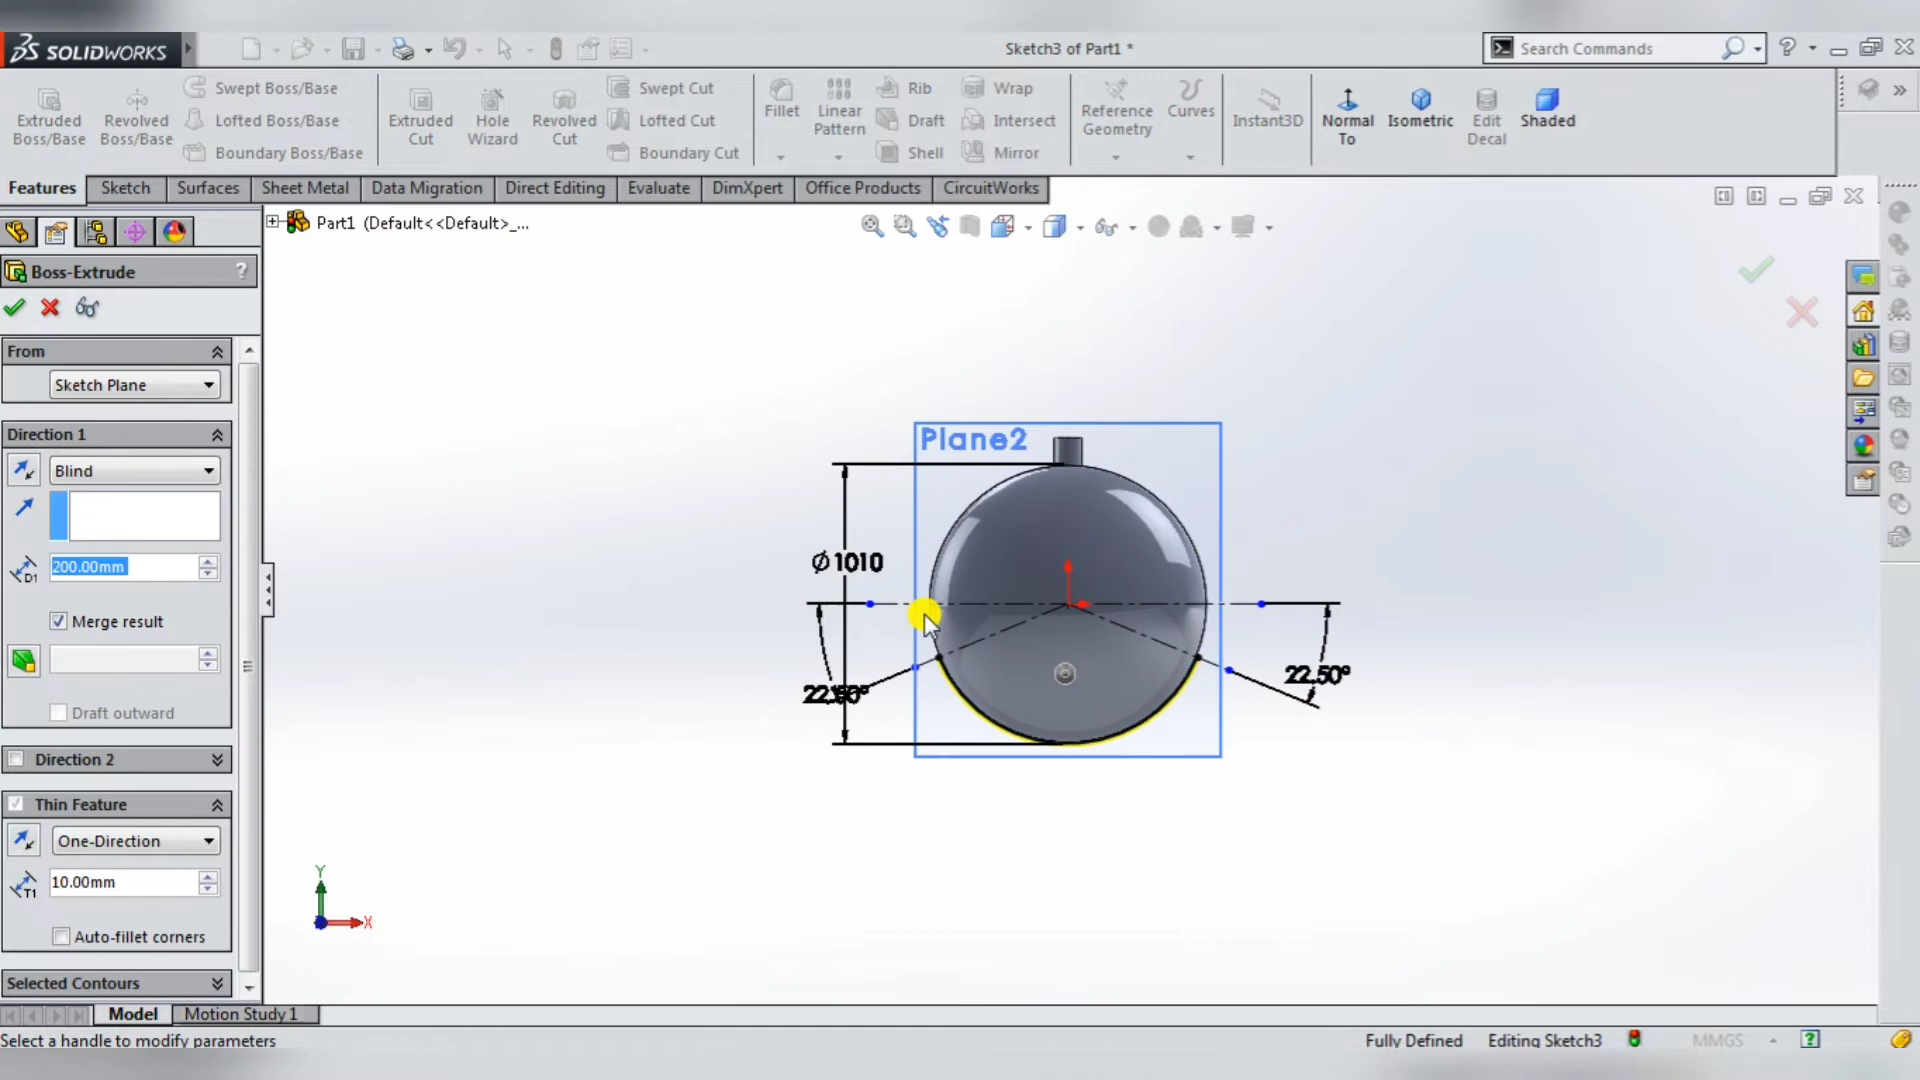 SOLIDWORKS
Sketch3 of Part1 *
Search Commands
Extruded Boss/Base
Revolved Boss/Base
Swept Boss/Base
Lofted Boss/Base
Boundary Boss/Base
Extruded Cut
Hole Wizard
Revolved Cut
Swept Cut
Lofted Cut
Boundary Cut
Fillet
Linear Pattern
Rib
Draft
Shell
Wrap
Intersect
Mirror
Reference Geometry
Curves
Instant3D
Normal To
Isometric
Edit Decal
Shaded
Features
Sketch
Surfaces
Sheet Metal
Data Migration
Direct Editing
Evaluate
DimXpert
Office Products
CircuitWorks
Part1 (Default<<Default>_...
Boss-Extrude
?
From
Sketch Plane
Direction 1
Blind
D1
200.00mm
Merge result
Draft outward
Direction 2
Thin Feature
One-Direction
T1
10.00mm
Auto-fillet corners
Selected Contours
Plane2
Ø1010
22.50°
22.50°
Y
X
Model
Motion Study 1
Select a handle to modify parameters
Fully Defined
Editing Sketch3
MMGS
?